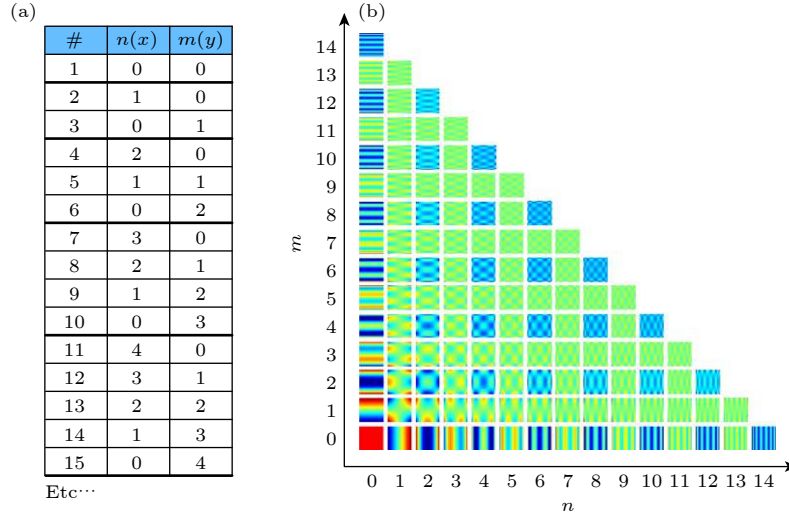 (a)
# n(x) m(y)
1 0 0
2 1 0
3 0 1
4 2 0
5 1 1
6 0 2
7 3 0
8 2 1
9 1 2
10 0 3
11 4 0
12 3 1
13 2 2
14 1 3
15 0 4
Etc⋯
(b)
14
13
12
11
10
9
8
7
6
5
4
3
2
1
0
m
0 1 2 3 4 5 6 7 8 9 10 11 12 13 14
n